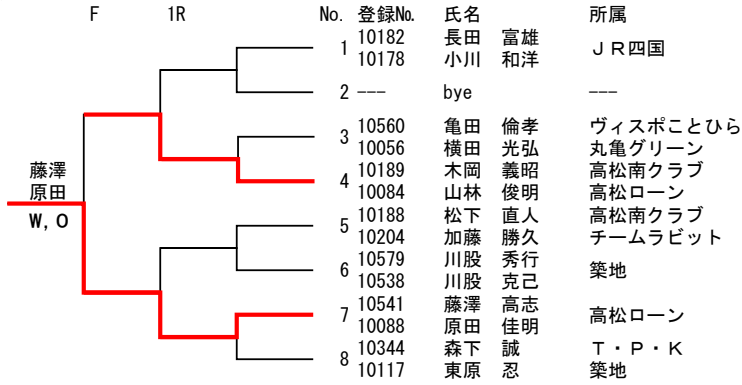 F 1R No. 登録No. 氏名 所属
1 10182 長田 富雄 ＪＲ四国
10178 小川 和洋
2 --- bye ---
3 10560 亀田 倫孝 ヴィスポことひら
10056 横田 光弘 丸亀グリーン
4 10189 木岡 義昭 高松南クラブ
10084 山林 俊明 高松ローン
藤澤
原田
W,O
5 10188 松下 直人 高松南クラブ
10204 加藤 勝久 チームラビット
6 10579 川股 秀行 築地
10538 川股 克己
7 10541 藤澤 高志 高松ローン
10088 原田 佳明
8 10344 森下 誠 Ｔ・Ｐ・Ｋ
10117 東原 忍 築地